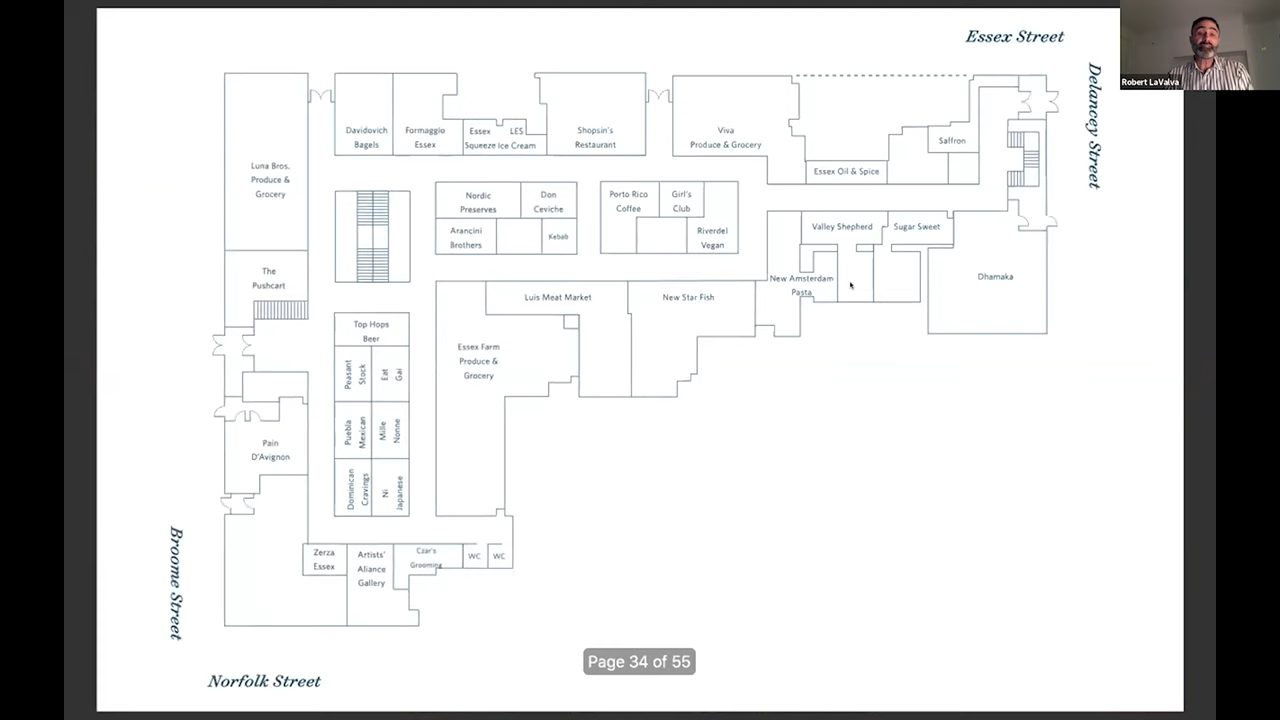 Essex Street
Delancey Street
Robert LaValva
Luna Bros.
Produce &
Grocery
Davidovich
Bagels
Formaggio
Essex
Essex
Squeeze
LES
Ice Cream
Shopsin's
Restaurant
Viva
Produce & Grocery
Saffron
Essex Oil & Spice
Nordic
Preserves
Don
Ceviche
Arancini
Brothers
Kebab
Porto Rico
Coffee
Girl's
Club
Riverdel
Vegan
Valley Shepherd
Sugar Sweet
The
Pushcart
New Amsterdam
Pasta
Dhamaka
Luis Meat Market
New Star Fish
Top Hops
Beer
Essex Farm
Produce &
Grocery
Peasant
Stock
Eat
Gai
Puebla
Mexican
Mille
Nonne
Pain
D'Avignon
Dominican
Cravings
Ni
Japanese
Zerza
Essex
Artists'
Aliance
Gallery
Czar's
Grooming
WC
WC
Broome Street
Page 34 of 55
Norfolk Street